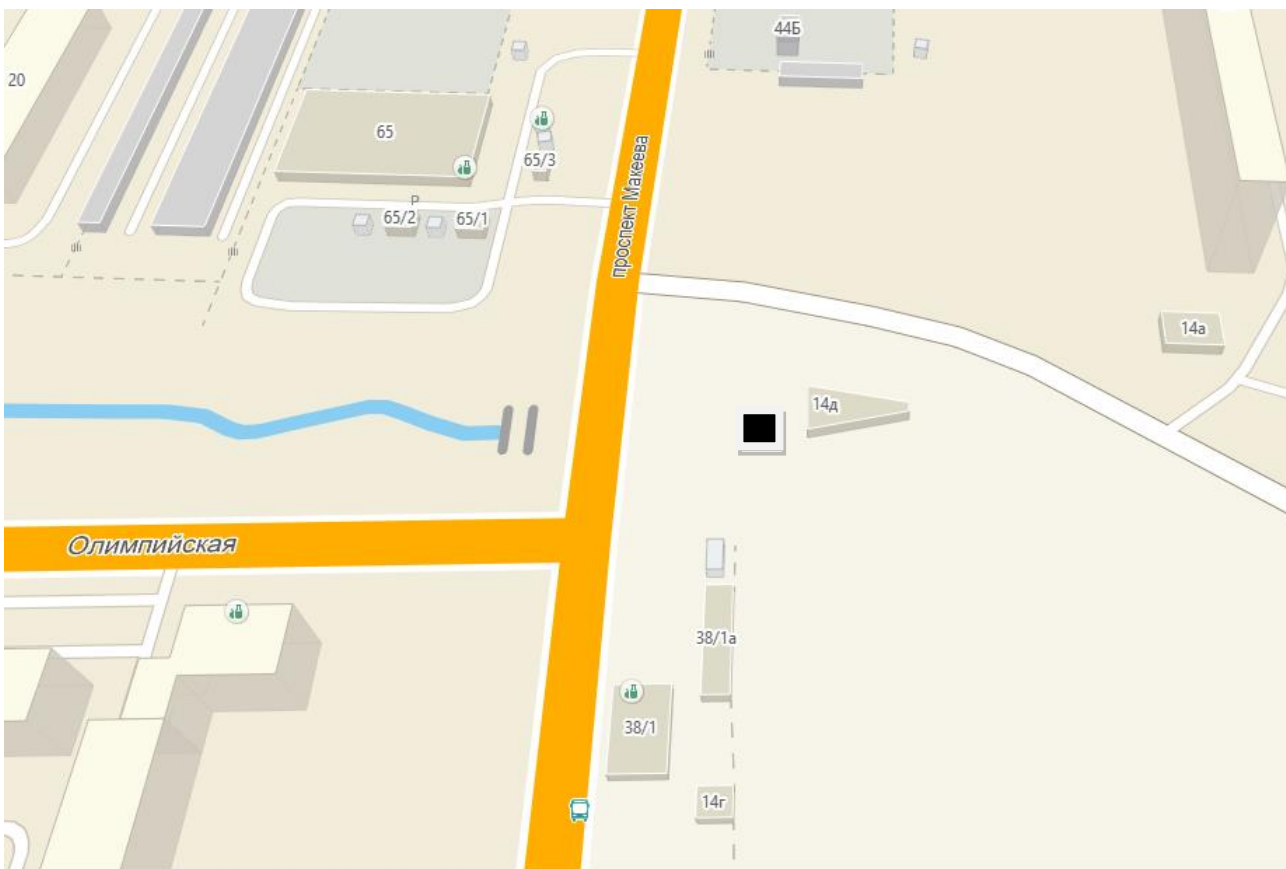 44Б
20
65
65/3
P
65/2
65/1
проспект Макеева
14а
14д
Олимпийская
38/1а
38/1
14г